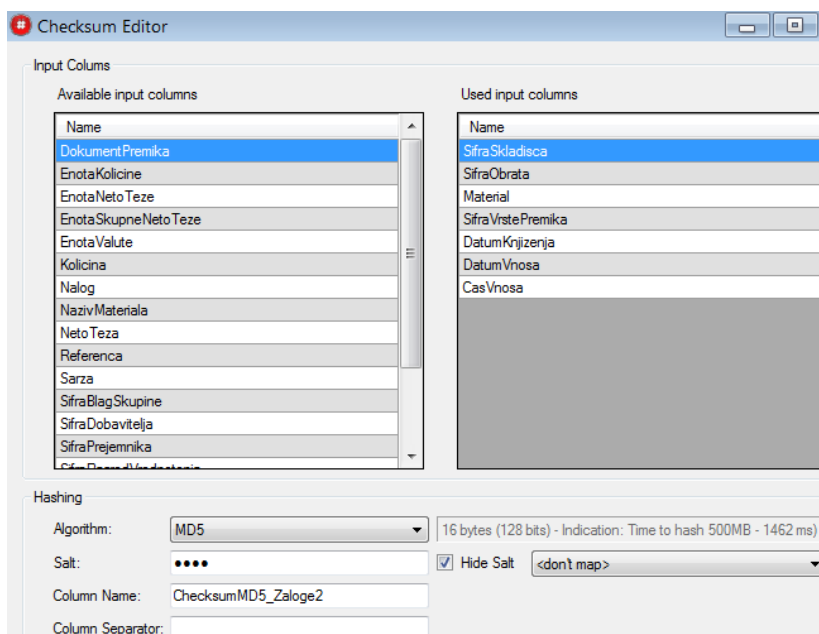 Checksum Editor
Input Colums
Available input columns
Name
DokumentPremika
EnotaKolicine
EnotaNetoTeze
EnotaSkupneNetoTeze
EnotaValute
Kolicina
Nalog
NazivMateriala
NetoTeza
Referenca
Sarza
SifraBlagSkupine
SifraDobavitelja
SifraPrejemnika
Used input columns
Name
SifraSkladisca
SifraObrata
Material
SifraVrstePremika
DatumKnjizenja
DatumVnosa
CasVnosa
Hashing
Algorithm: MD5 16 bytes (128 bits) - Indication: Time to hash 500MB - 1462 ms)
Salt: •••• Hide Salt <don't map>
Column Name: ChecksumMD5_Zaloge2
Column Separator: